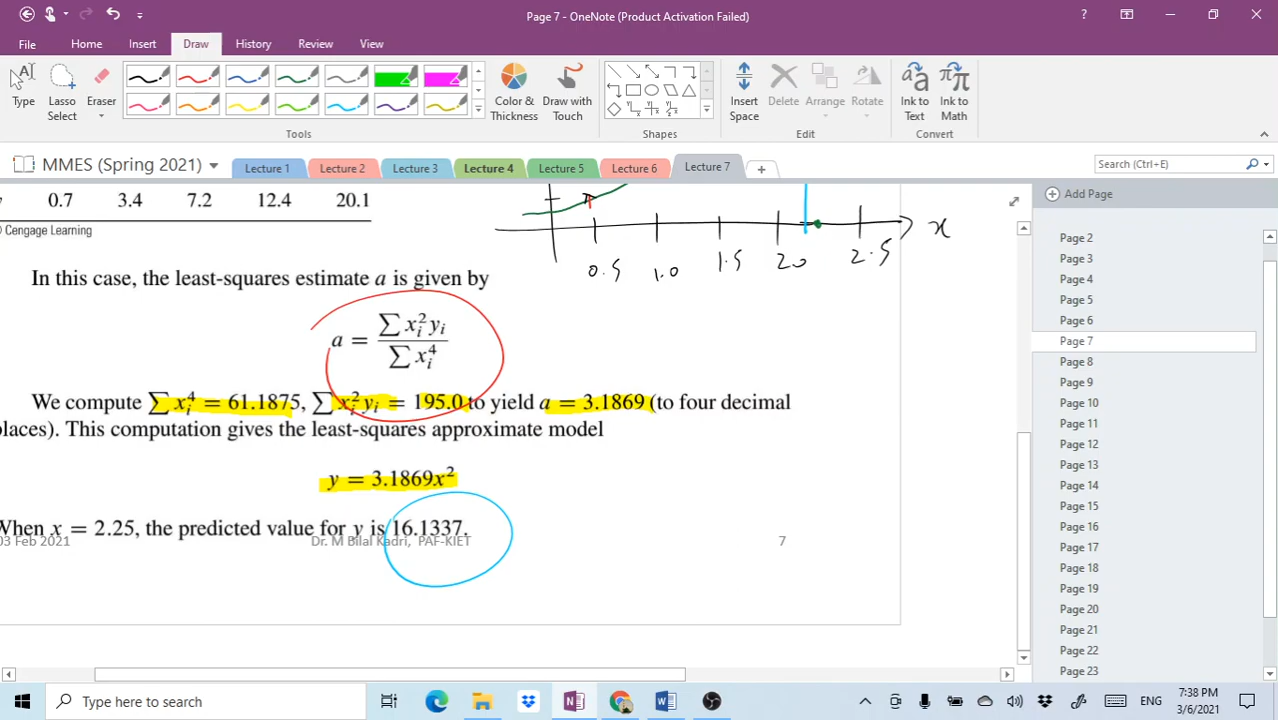 Page 7 - OneNote (Product Activation Failed)
File Home Insert Draw History Review View
Type Lasso Select Eraser Color & Thickness Draw with Touch Insert Space Delete Arrange Rotate Ink to Text Ink to Math
Tools Shapes Edit Convert
MMES (Spring 2021) Lecture 1 Lecture 2 Lecture 3 Lecture 4 Lecture 5 Lecture 6 Lecture 7 Search (Ctrl+E)
Add Page
0.7 3.4 7.2 12.4 20.1
© Cengage Learning
x
0.5 1.0 1.5 2.0 2.5
In this case, the least-squares estimate a is given by
a = ∑ x_i^2 y_i / ∑ x_i^4
We compute ∑ x_i^4 = 61.1875, ∑ x_i^2 y_i = 195.0 to yield a = 3.1869 (to four decimal
places). This computation gives the least-squares approximate model
y = 3.1869x^2
When x = 2.25, the predicted value for y is 16.1337.
03 Feb 2021 Dr. M Bilal Kadri, PAF-KIET 7
Page 2
Page 3
Page 4
Page 5
Page 6
Page 7
Page 8
Page 9
Page 10
Page 11
Page 12
Page 13
Page 14
Page 15
Page 16
Page 17
Page 18
Page 19
Page 20
Page 21
Page 22
Page 23
Type here to search
ENG
7:38 PM
3/6/2021